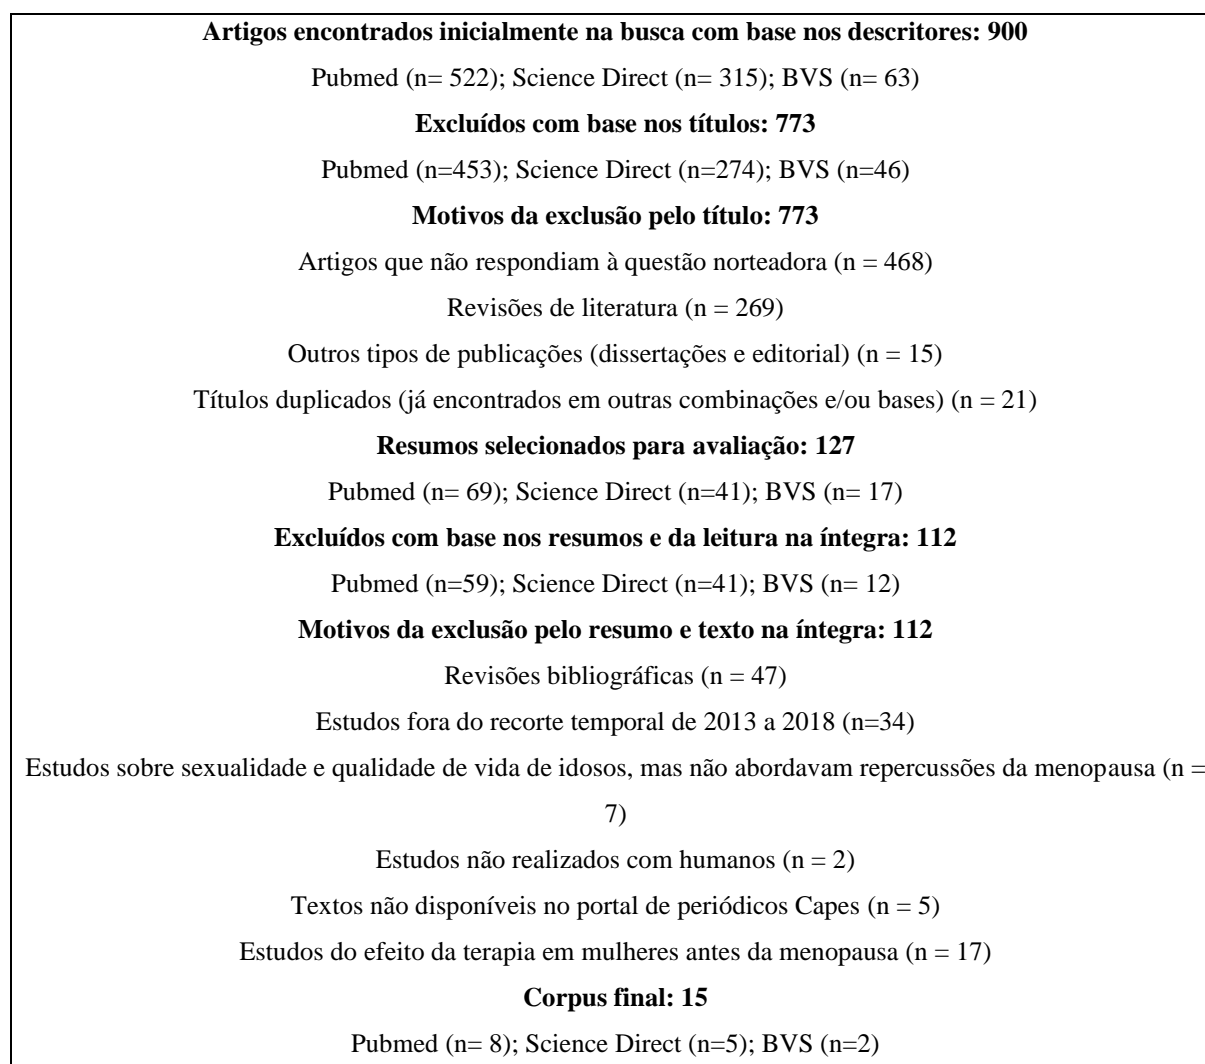 Artigos encontrados inicialmente na busca com base nos descritores: 900
Pubmed (n= 522); Science Direct (n= 315); BVS (n= 63)
Excluídos com base nos títulos: 773
Pubmed (n=453); Science Direct (n=274); BVS (n=46)
Motivos da exclusão pelo título: 773
Artigos que não respondiam à questão norteadora (n = 468)
Revisões de literatura (n = 269)
Outros tipos de publicações (dissertações e editorial) (n = 15)
Títulos duplicados (já encontrados em outras combinações e/ou bases) (n = 21)
Resumos selecionados para avaliação: 127
Pubmed (n= 69); Science Direct (n=41); BVS (n= 17)
Excluídos com base nos resumos e da leitura na íntegra: 112
Pubmed (n=59); Science Direct (n=41); BVS (n= 12)
Motivos da exclusão pelo resumo e texto na íntegra: 112
Revisões bibliográficas (n = 47)
Estudos fora do recorte temporal de 2013 a 2018 (n=34)
Estudos sobre sexualidade e qualidade de vida de idosos, mas não abordavam repercussões da menopausa (n =
7)
Estudos não realizados com humanos (n = 2)
Textos não disponíveis no portal de periódicos Capes (n = 5)
Estudos do efeito da terapia em mulheres antes da menopausa (n = 17)
Corpus final: 15
Pubmed (n= 8); Science Direct (n=5); BVS (n=2)